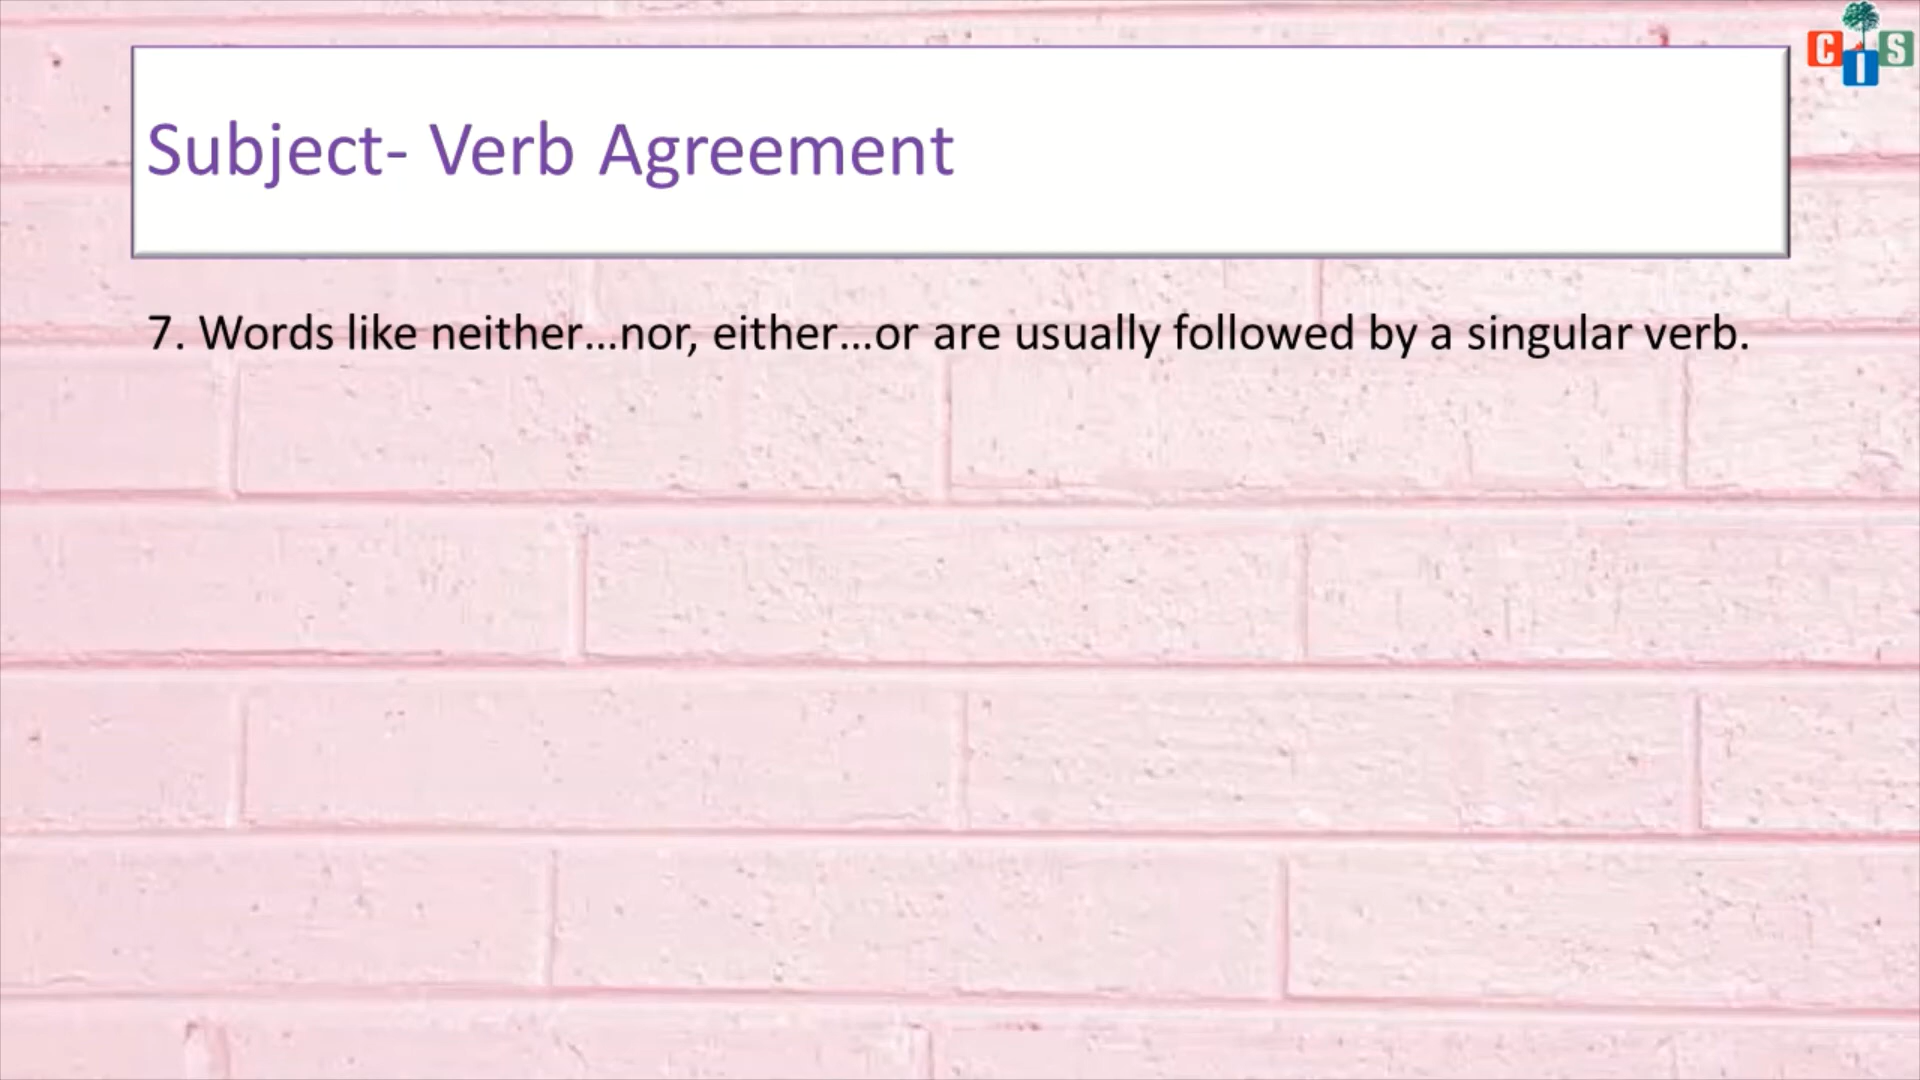 C I S
Subject- Verb Agreement
7. Words like neither...nor, either...or are usually followed by a singular verb.